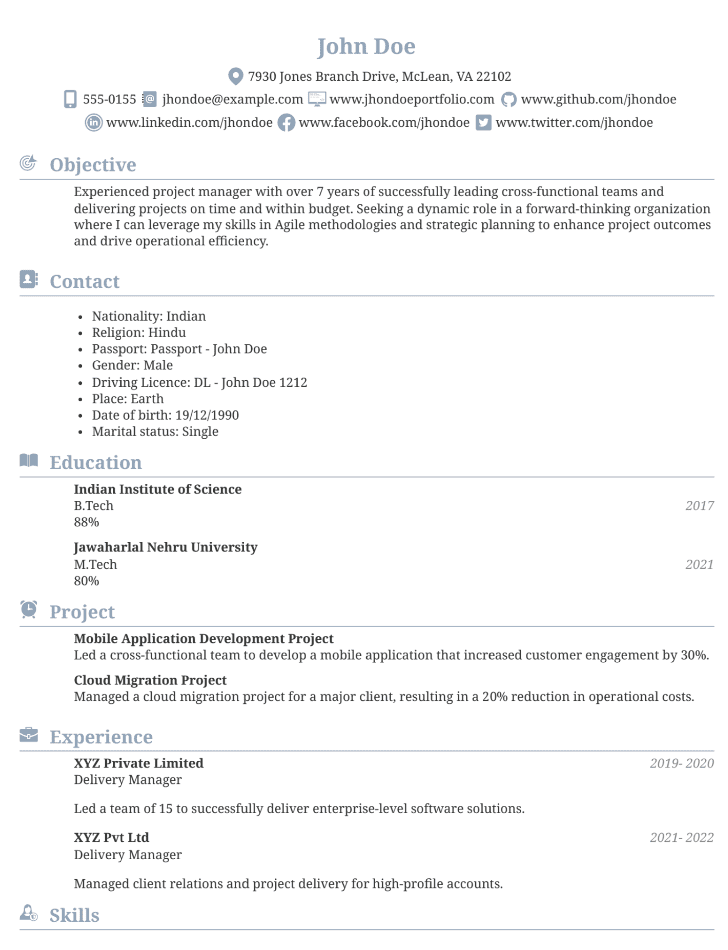 John Doe
7930 Jones Branch Drive, McLean, VA 22102
555-0155 jhondoe@example.com www.jhondoeportfolio.com www.github.com/jhondoe
www.linkedin.com/jhondoe www.facebook.com/jhondoe www.twitter.com/jhondoe
Objective
Experienced project manager with over 7 years of successfully leading cross-functional teams and
delivering projects on time and within budget. Seeking a dynamic role in a forward-thinking organization
where I can leverage my skills in Agile methodologies and strategic planning to enhance project outcomes
and drive operational efficiency.
Contact
• Nationality: Indian
• Religion: Hindu
• Passport: Passport - John Doe
• Gender: Male
• Driving Licence: DL - John Doe 1212
• Place: Earth
• Date of birth: 19/12/1990
• Marital status: Single
Education
Indian Institute of Science
B.Tech 2017
88%
Jawaharlal Nehru University
M.Tech 2021
80%
Project
Mobile Application Development Project
Led a cross-functional team to develop a mobile application that increased customer engagement by 30%.
Cloud Migration Project
Managed a cloud migration project for a major client, resulting in a 20% reduction in operational costs.
Experience
XYZ Private Limited 2019- 2020
Delivery Manager
Led a team of 15 to successfully deliver enterprise-level software solutions.
XYZ Pvt Ltd 2021- 2022
Delivery Manager
Managed client relations and project delivery for high-profile accounts.
Skills